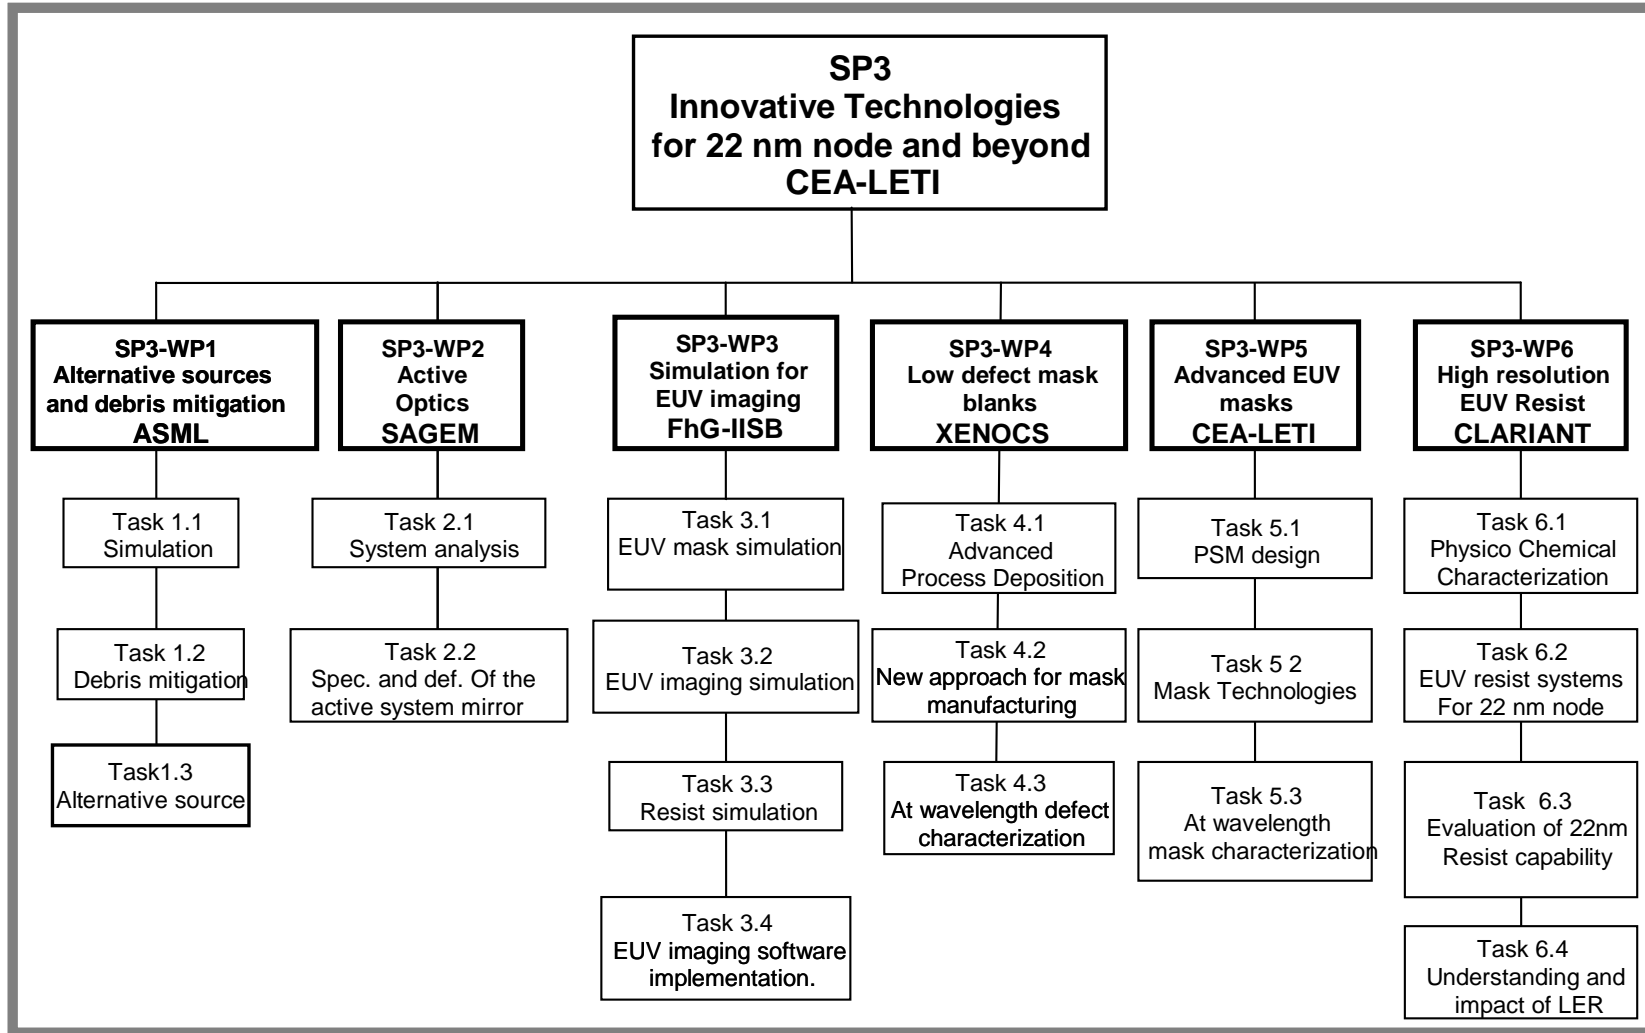 SP3
Innovative Technologies
for 22 nm node and beyond
CEA-LETI
SP3-WP1
Alternative sources
and debris mitigation
ASML
SP3-WP2
Active
Optics
SAGEM
SP3-WP3
Simulation for
EUV imaging
FhG-IISB
SP3-WP4
Low defect mask
blanks
XENOCS
SP3-WP5
Advanced EUV
masks
CEA-LETI
SP3-WP6
High resolution
EUV Resist
CLARIANT
Task 1.1
Simulation
Task 1.2
Debris mitigation
Task1.3
Alternative source
Task 2.1
System analysis
Task 2.2
Spec. and def. Of the
active system mirror
Task 3.1
EUV mask simulation
Task 3.2
EUV imaging simulation
Task 3.3
Resist simulation
Task 3.4
EUV imaging software
implementation.
Task 4.1
Advanced
Process Deposition
Task 4.2
New approach for mask
manufacturing
Task 4.3
At wavelength defect
characterization
Task 5.1
PSM design
Task 5 2
Mask Technologies
Task 5.3
At wavelength
mask characterization
Task 6.1
Physico Chemical
Characterization
Task 6.2
EUV resist systems
For 22 nm node
Task 6.3
Evaluation of 22nm
Resist capability
Task 6.4
Understanding and
impact of LER